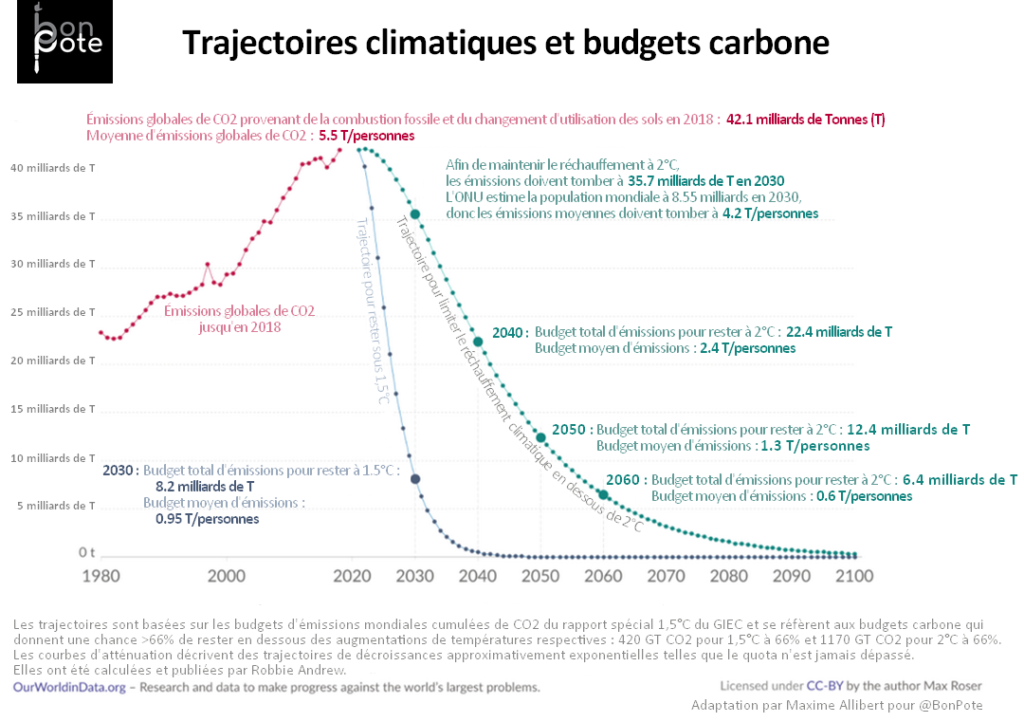 bon
pote
Trajectoires climatiques et budgets carbone
Émissions globales de CO2 provenant de la combustion fossile et du changement d'utilisation des sols en 2018 : 42.1 milliards de Tonnes (T)
Moyenne d'émissions globales de CO2 : 5.5 T/personnes
40 milliards de T
35 milliards de T
30 milliards de T
25 milliards de T
20 milliards de T
15 milliards de T
10 milliards de T
5 milliards de T
0 t
Afin de maintenir le réchauffement à 2°C,
les émissions doivent tomber à 35.7 milliards de T en 2030
L'ONU estime la population mondiale à 8.55 milliards en 2030,
donc les émissions moyennes doivent tomber à 4.2 T/personnes
Émissions globales de CO2
jusqu'en 2018
Trajectoire pour rester sous 1,5°C
Trajectoire pour limiter le réchauffement climatique en dessous de 2°C
2040 : Budget total d'émissions pour rester à 2°C : 22.4 milliards de T
Budget moyen d'émissions : 2.4 T/personnes
2050 : Budget total d'émissions pour rester à 2°C : 12.4 milliards de T
Budget moyen d'émissions : 1.3 T/personnes
2060 : Budget total d'émissions pour rester à 2°C : 6.4 milliards de T
Budget moyen d'émissions : 0.6 T/personnes
2030 : Budget total d'émissions pour rester à 1.5°C :
8.2 milliards de T
Budget moyen d'émissions :
0.95 T/personnes
1980 2000 2020 2030 2040 2050 2060 2070 2080 2090 2100
Les trajectoires sont basées sur les budgets d'émissions mondiales cumulées de CO2 du rapport spécial 1,5°C du GIEC et se réfèrent aux budgets carbone qui
donnent une chance >66% de rester en dessous des augmentations de températures respectives : 420 GT CO2 pour 1,5°C à 66% et 1170 GT CO2 pour 2°C à 66%.
Les courbes d'atténuation décrivent des trajectoires de décroissances approximativement exponentielles telles que le quota n'est jamais dépassé.
Elles ont été calculées et publiées par Robbie Andrew.
OurWorldinData.org – Research and data to make progress against the world's largest problems.
Licensed under CC-BY by the author Max Roser
Adaptation par Maxime Allibert pour @BonPote